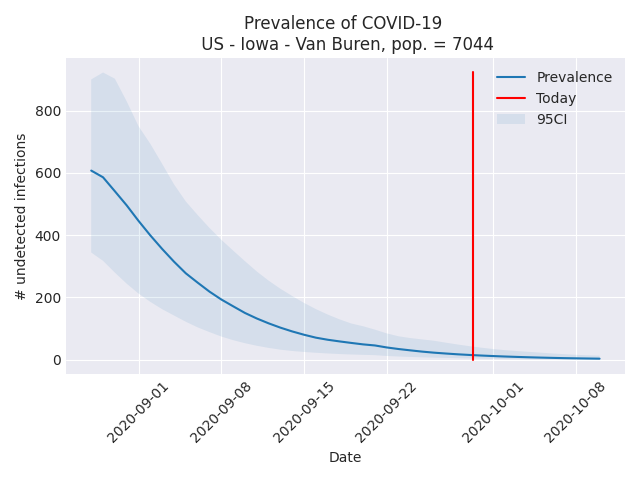 Prevalence of COVID-19
US - Iowa - Van Buren, pop. = 7044
Prevalence
Today
95CI
# undetected infections
800
600
400
200
0
2020-09-01
2020-09-08
2020-09-15
2020-09-22
2020-10-01
2020-10-08
Date